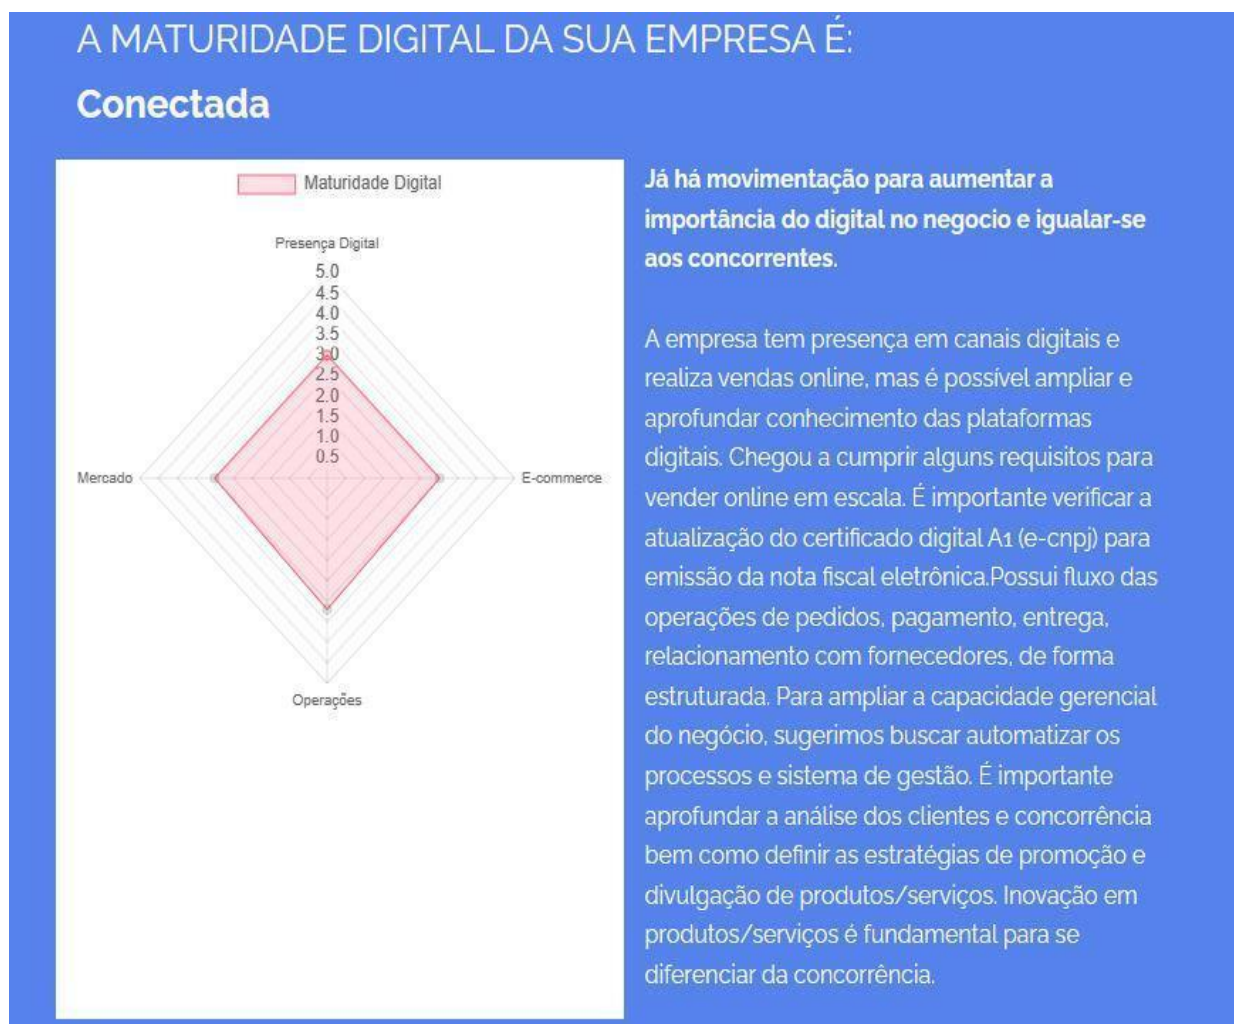 A MATURIDADE DIGITAL DA SUA EMPRESA É:
Conectada
Maturidade Digital
Presença Digital
5.0
4.5
4.0
3.5
3.0
2.5
2.0
1.5
1.0
0.5
Mercado
E-commerce
Operações
Já há movimentação para aumentar a
importância do digital no negocio e igualar-se
aos concorrentes.
A empresa tem presença em canais digitais e
realiza vendas online, mas é possível ampliar e
aprofundar conhecimento das plataformas
digitais. Chegou a cumprir alguns requisitos para
vender online em escala. É importante verificar a
atualização do certificado digital A1 (e-cnpj) para
emissão da nota fiscal eletrônica.Possui fluxo das
operações de pedidos, pagamento, entrega,
relacionamento com fornecedores, de forma
estruturada. Para ampliar a capacidade gerencial
do negócio, sugerimos buscar automatizar os
processos e sistema de gestão. É importante
aprofundar a análise dos clientes e concorrência
bem como definir as estratégias de promoção e
divulgação de produtos/serviços. Inovação em
produtos/serviços é fundamental para se
diferenciar da concorrência.